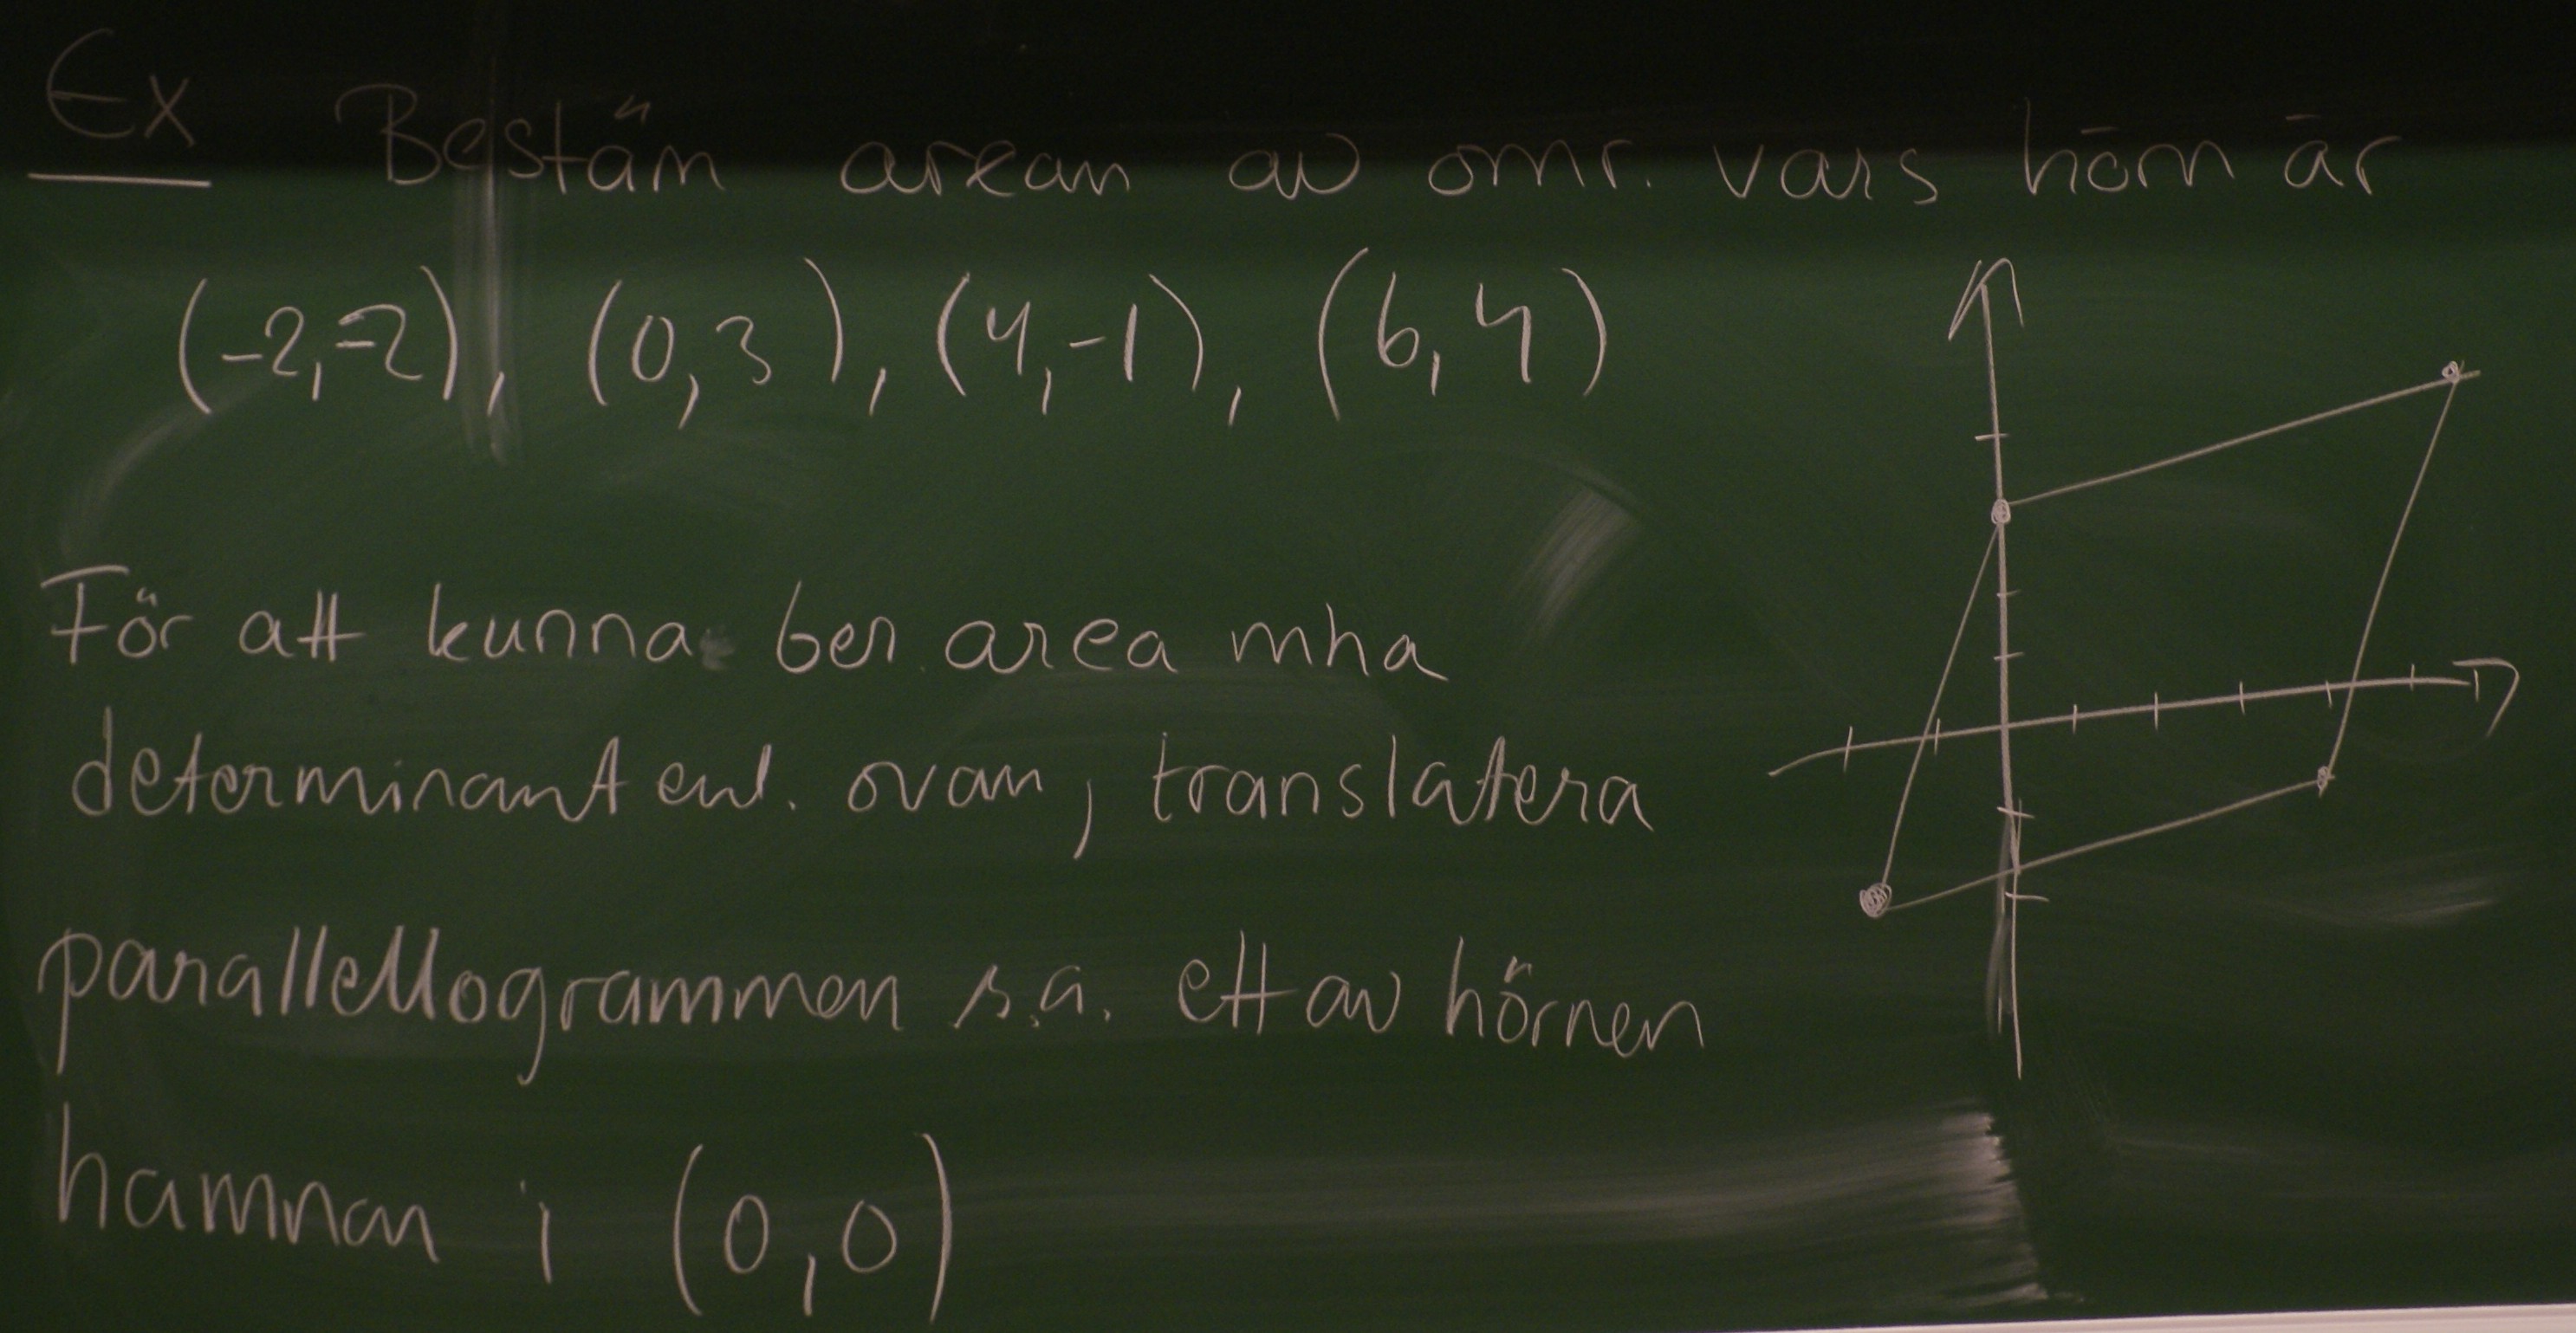 Ex Bestäm arean av omr. vars hörn är
(-2,-2), (0,3), (4,-1), (6,4)
För att kunna ber. area mha
determinant enl. ovan, translatera
parallellogrammen s.a. ett av hörnen
hamnar i (0,0)